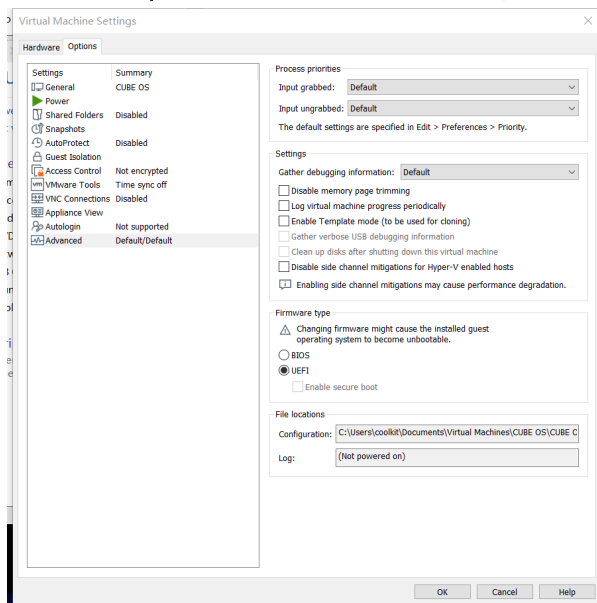 Virtual Machine Settings
Hardware Options
Settings Summary
General CUBE OS
Power
Shared Folders Disabled
Snapshots
AutoProtect Disabled
Guest Isolation
Access Control Not encrypted
vm VMware Tools Time sync off
VNC Connections Disabled
Appliance View
Autologin Not supported
Advanced Default/Default
Process priorities
Input grabbed: Default
Input ungrabbed: Default
The default settings are specified in Edit > Preferences > Priority.
Settings
Gather debugging information: Default
Disable memory page trimming
Log virtual machine progress periodically
Enable Template mode (to be used for cloning)
Gather verbose USB debugging information
Clean up disks after shutting down this virtual machine
Disable side channel mitigations for Hyper-V enabled hosts
Enabling side channel mitigations may cause performance degradation.
Firmware type
Changing firmware might cause the installed guest
operating system to become unbootable.
BIOS
UEFI
Enable secure boot
File locations
Configuration: C:\Users\coolkit\Documents\Virtual Machines\CUBE OS\CUBE C
Log: (Not powered on)
OK Cancel Help